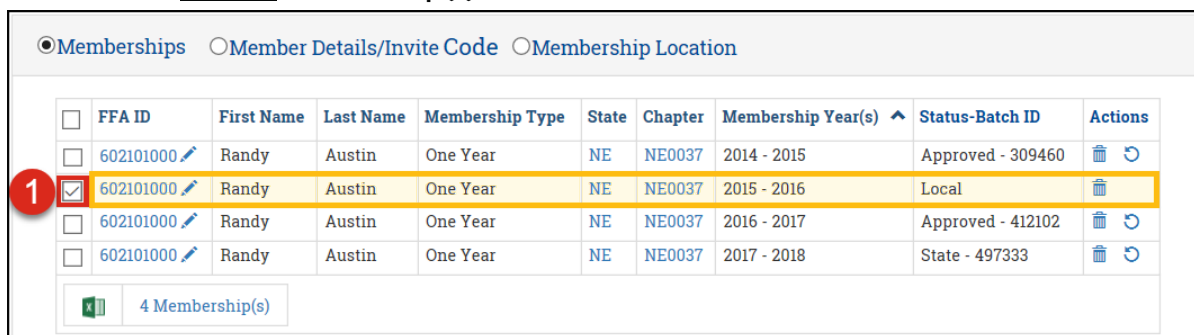 Memberships Member Details/Invite Code Membership Location
FFA ID First Name Last Name Membership Type State Chapter Membership Year(s) Status-Batch ID Actions
602101000 Randy Austin One Year NE NE0037 2014 - 2015 Approved - 309460
1 602101000 Randy Austin One Year NE NE0037 2015 - 2016 Local
602101000 Randy Austin One Year NE NE0037 2016 - 2017 Approved - 412102
602101000 Randy Austin One Year NE NE0037 2017 - 2018 State - 497333
4 Membership(s)